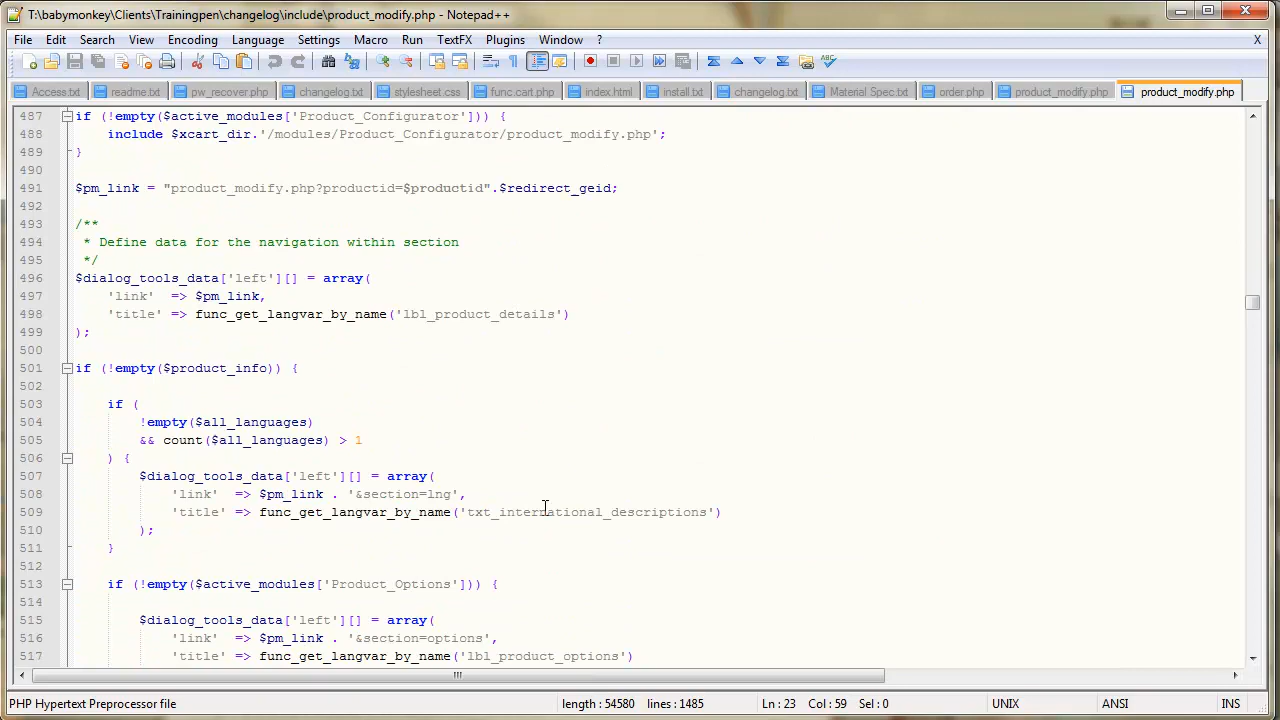 T:\babymonkey\Clients\Trainingpen\changelog\include\product_modify.php - Notepad++
File Edit Search View Encoding Language Settings Macro Run TextFX Plugins Window ? X
Access.txt readme.txt pw_recover.php changelog.txt stylesheet.css func.cart.php index.html install.txt changelog.txt Material Spec.txt order.php product_modify.php product_modify.php
487 if (!empty($active_modules['Product_Configurator'])) {
488 include $xcart_dir.'/modules/Product_Configurator/product_modify.php';
489 }
490
491 $pm_link = "product_modify.php?productid=$productid".$redirect_geid;
492
493 /**
494 * Define data for the navigation within section
495 */
496 $dialog_tools_data['left'][] = array(
497 'link' => $pm_link,
498 'title' => func_get_langvar_by_name('lbl_product_details')
499 );
500
501 if (!empty($product_info)) {
502
503 if (
504 !empty($all_languages)
505 && count($all_languages) > 1
506 ) {
507 $dialog_tools_data['left'][] = array(
508 'link' => $pm_link . '&section=lng',
509 'title' => func_get_langvar_by_name('txt_international_descriptions')
510 );
511 }
512
513 if (!empty($active_modules['Product_Options'])) {
514
515 $dialog_tools_data['left'][] = array(
516 'link' => $pm_link . '&section=options',
517 'title' => func_get_langvar_by_name('lbl_product_options')
PHP Hypertext Preprocessor file length : 54580 lines : 1485 Ln : 23 Col : 59 Sel : 0 UNIX ANSI INS